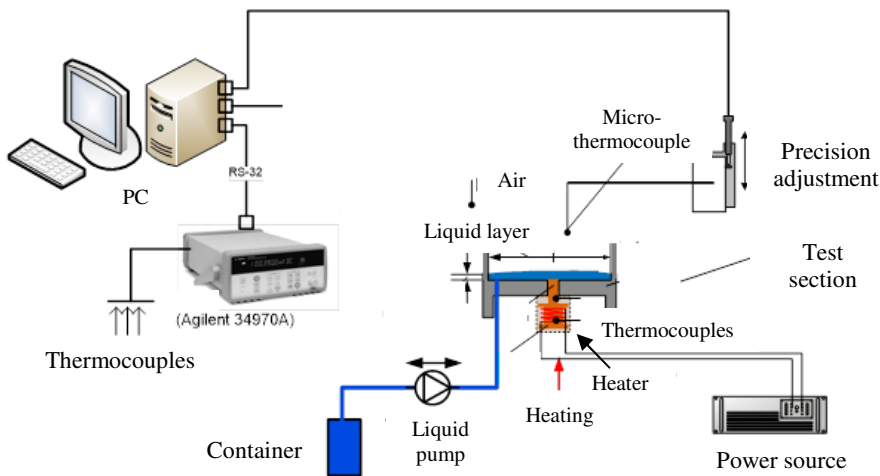 Micro-
thermocouple
Precision
adjustment
RS-32
PC
Air
Liquid layer
Test
section
(Agilent 34970A)
Thermocouples
Thermocouples
Heater
Heating
Container
Liquid
pump
Power source